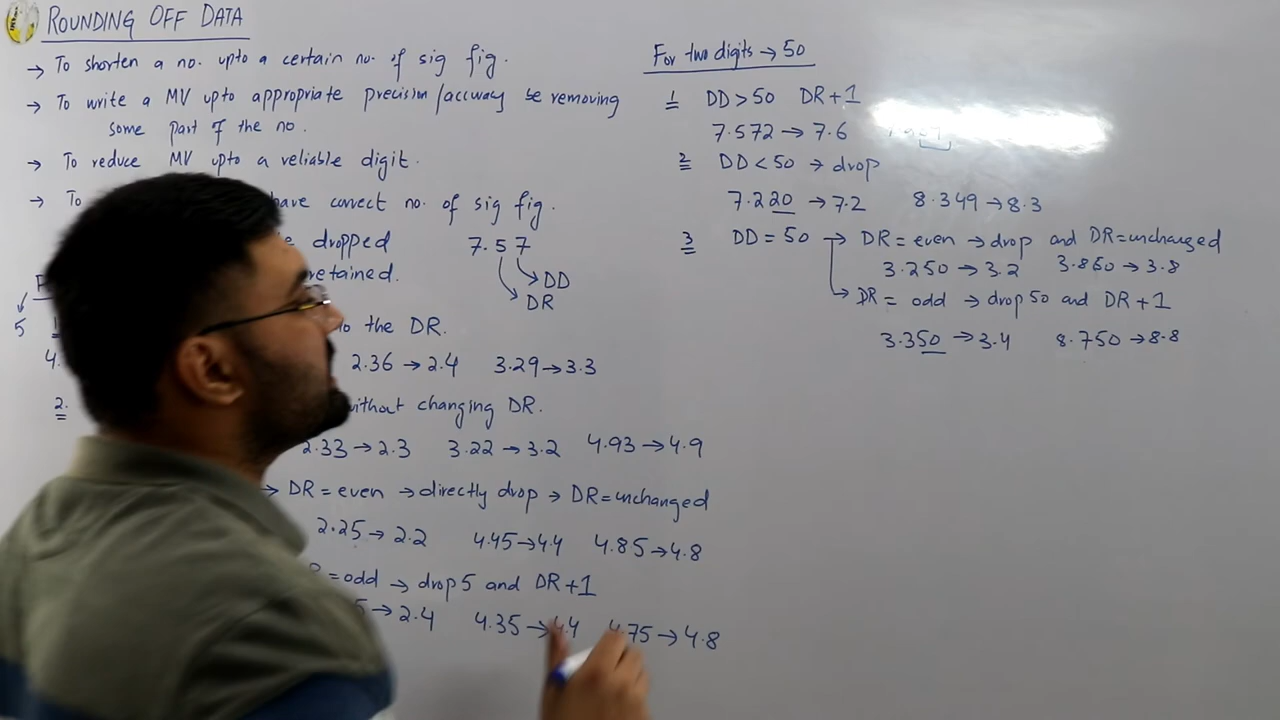 ROUNDING OFF DATA
→ To shorten a no. upto a certain no. of sig fig.
→ To write a MV upto appropriate precision/accuracy be removing
some part of the no.
→ To reduce MV upto a reliable digit.
→ To have correct no. of sig fig.
dropped 7.57
retained. DD
DR
5 1 to the DR.
4. 2.36 → 2.4 3.29 → 3.3
2. without changing DR.
2.33 → 2.3 3.22 → 3.2 4.93 → 4.9
→ DR = even → directly drop → DR = unchanged
2.25 → 2.2 4.45 → 4.4 4.85 → 4.8
= odd → drop 5 and DR + 1
5 → 2.4 4.35 → 4.4 4.75 → 4.8
For two digits → 50
1 DD > 50 DR + 1
7.572 → 7.6
2 DD < 50 → drop
7.220 → 7.2 8.349 → 8.3
3 DD = 50 → DR = even → drop and DR = unchanged
3.250 → 3.2 3.850 → 3.8
→ DR = odd → drop 50 and DR + 1
3.350 → 3.4 8.750 → 8.8